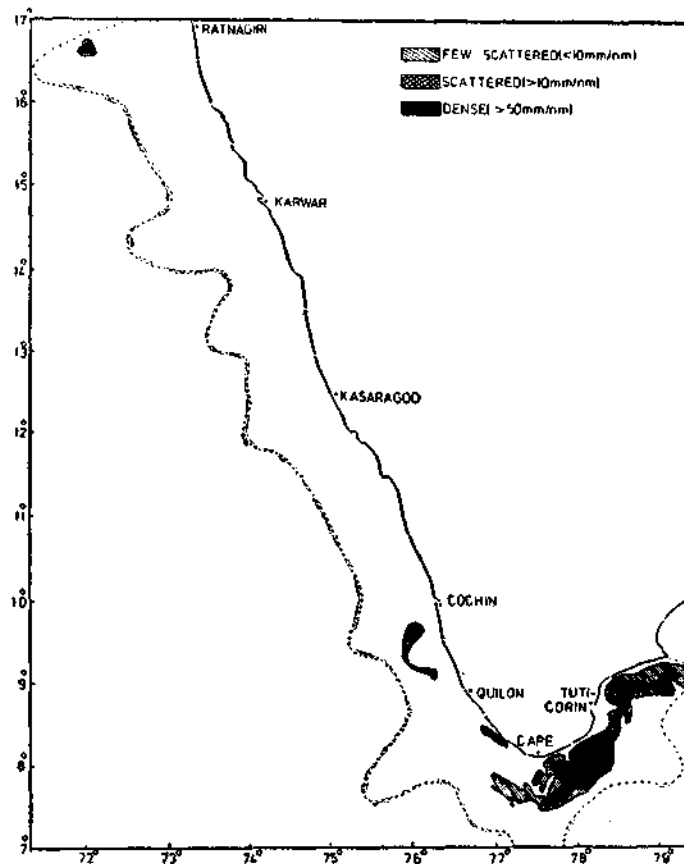 17°
RATNAGIRI
FEW SCATTERED(<10mm/nm)
SCATTERED(>10mm/nm)
DENSE( >50mm/nm)
16°
15°
KARWAR
14°
13°
KASARAGOD
12°
11°
10°
COCHIN
9°
QUILON
TUTI-
CORIN
CAPE
8°
7°
72° 73° 74° 75° 76° 77° 78° 79°